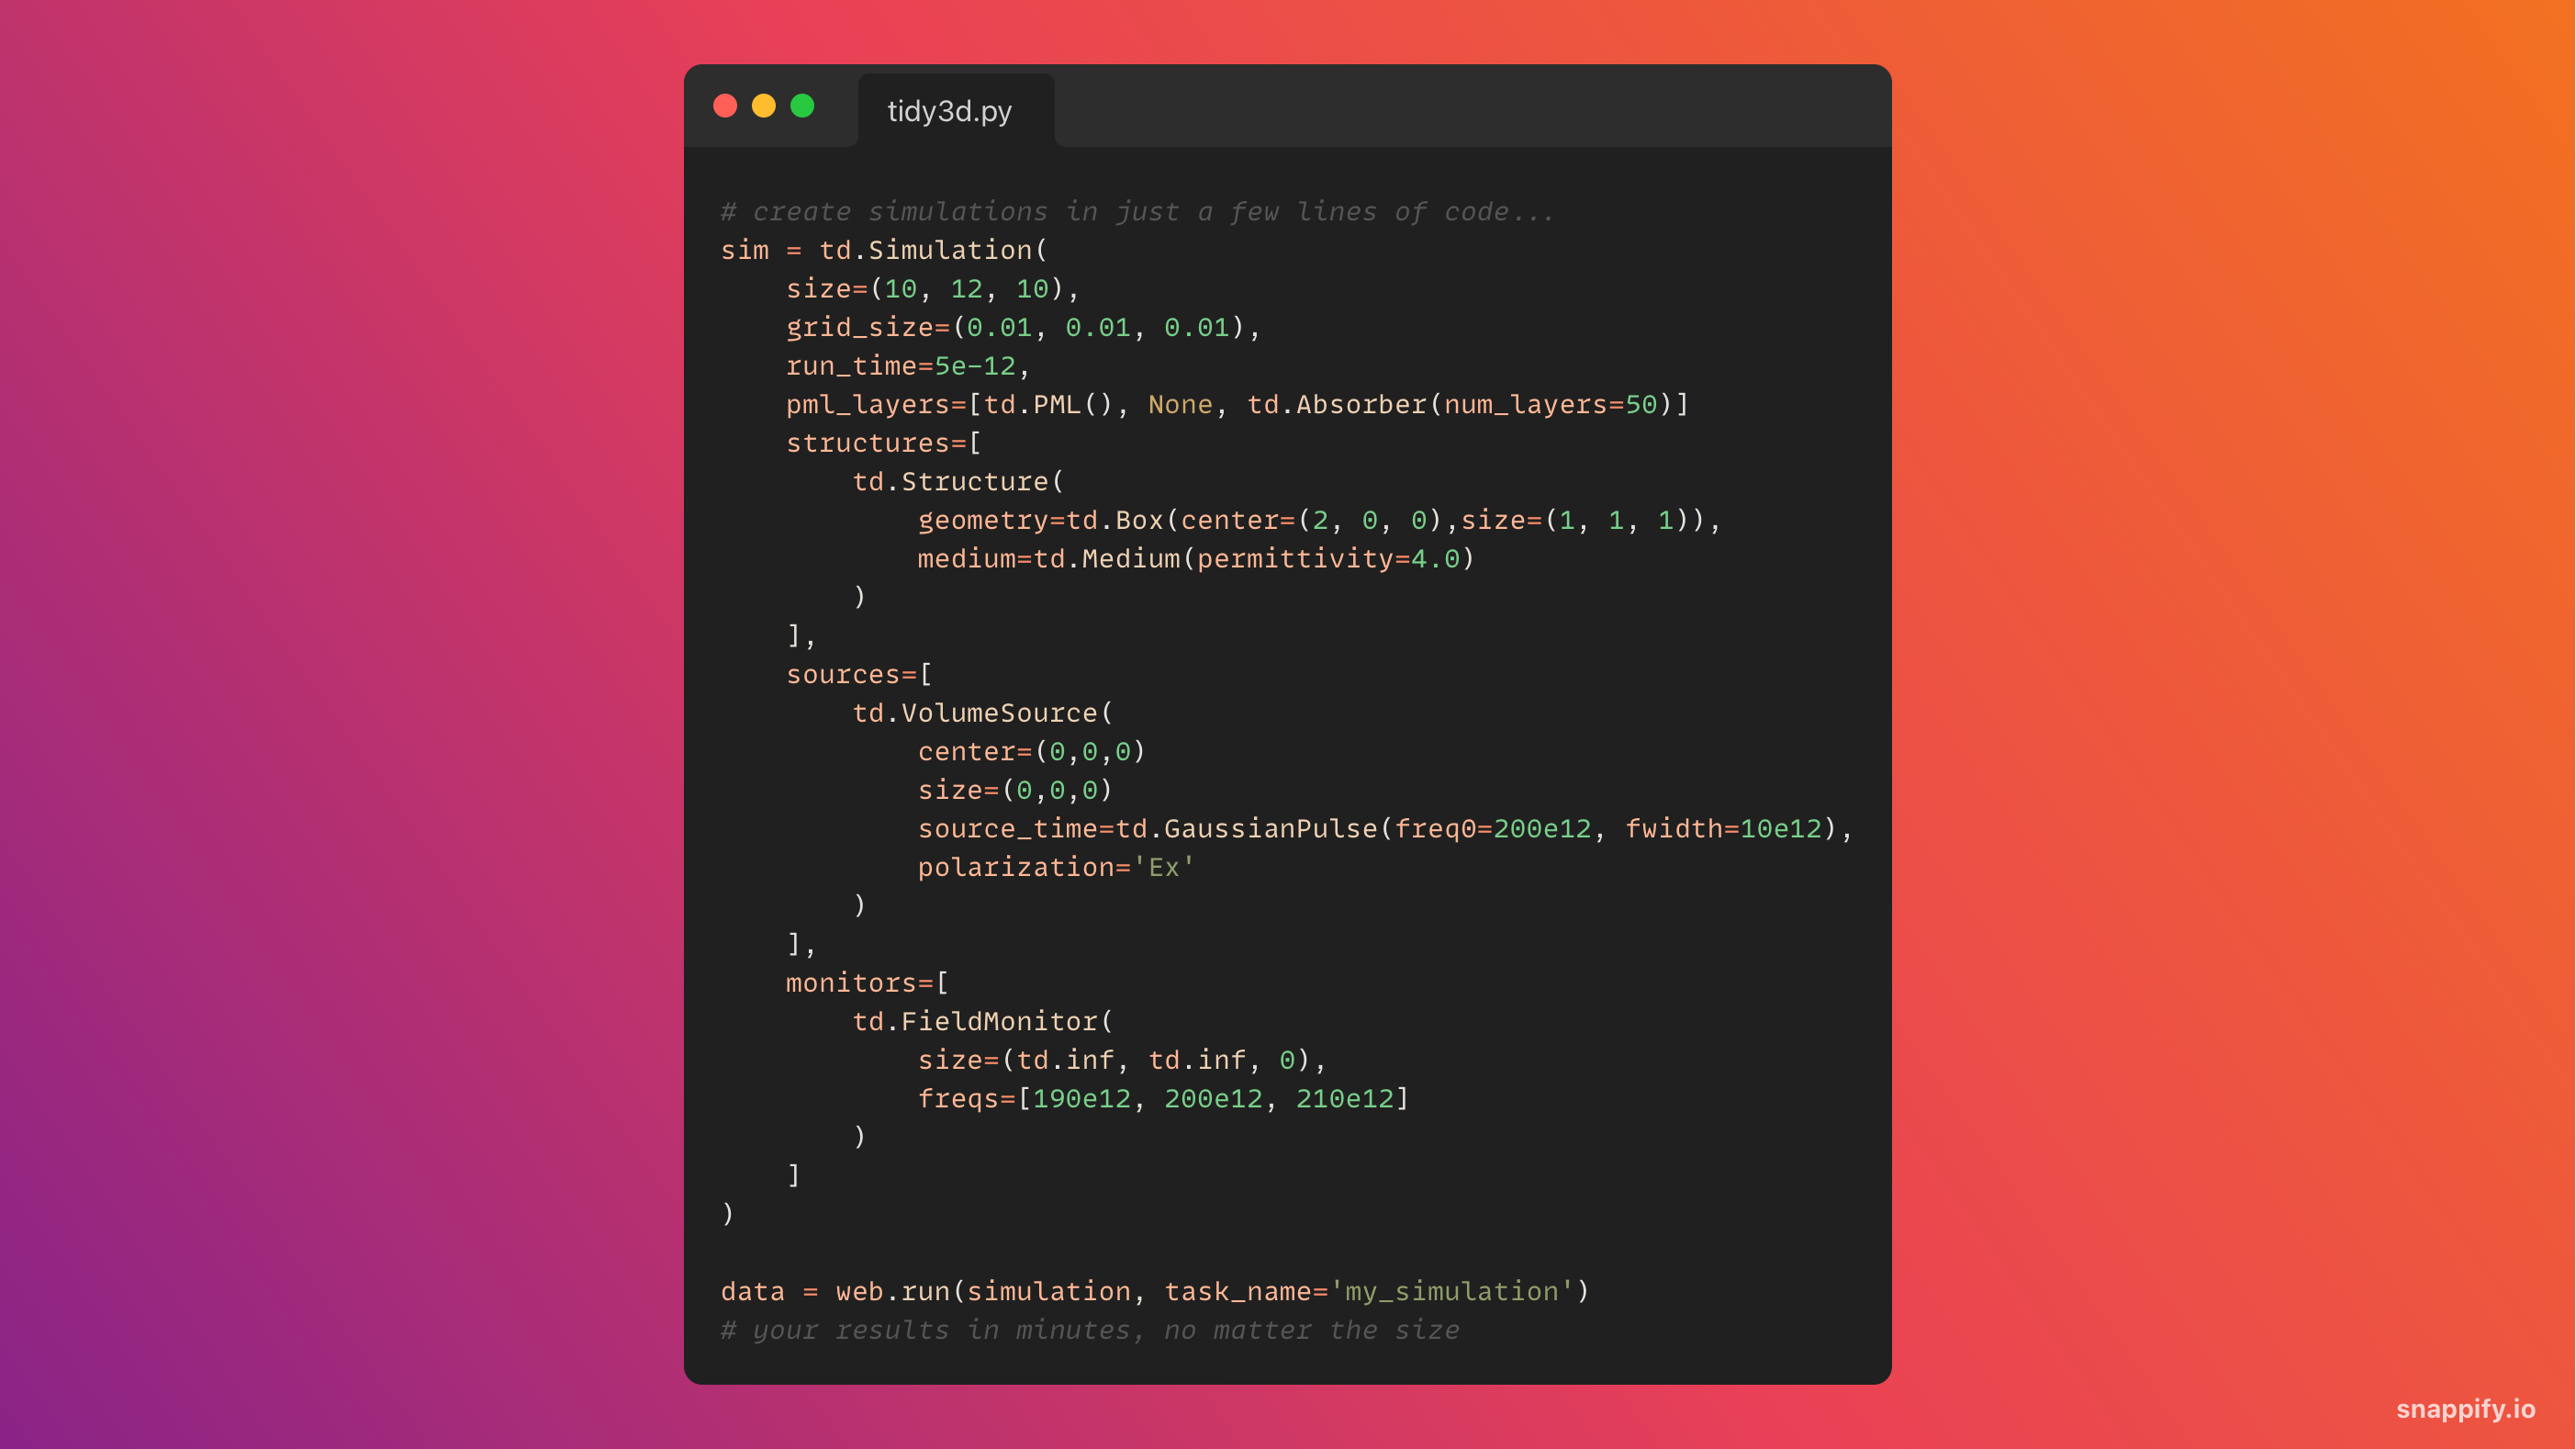 tidy3d.py
# create simulations in just a few lines of code...
sim = td.Simulation(
    size=(10, 12, 10),
    grid_size=(0.01, 0.01, 0.01),
    run_time=5e-12,
    pml_layers=[td.PML(), None, td.Absorber(num_layers=50)]
    structures=[
        td.Structure(
            geometry=td.Box(center=(2, 0, 0),size=(1, 1, 1)),
            medium=td.Medium(permittivity=4.0)
        )
    ],
    sources=[
        td.VolumeSource(
            center=(0,0,0)
            size=(0,0,0)
            source_time=td.GaussianPulse(freq0=200e12, fwidth=10e12),
            polarization='Ex'
        )
    ],
    monitors=[
        td.FieldMonitor(
            size=(td.inf, td.inf, 0),
            freqs=[190e12, 200e12, 210e12]
        )
    ]
)

data = web.run(simulation, task_name='my_simulation')
# your results in minutes, no matter the size
snappify.io